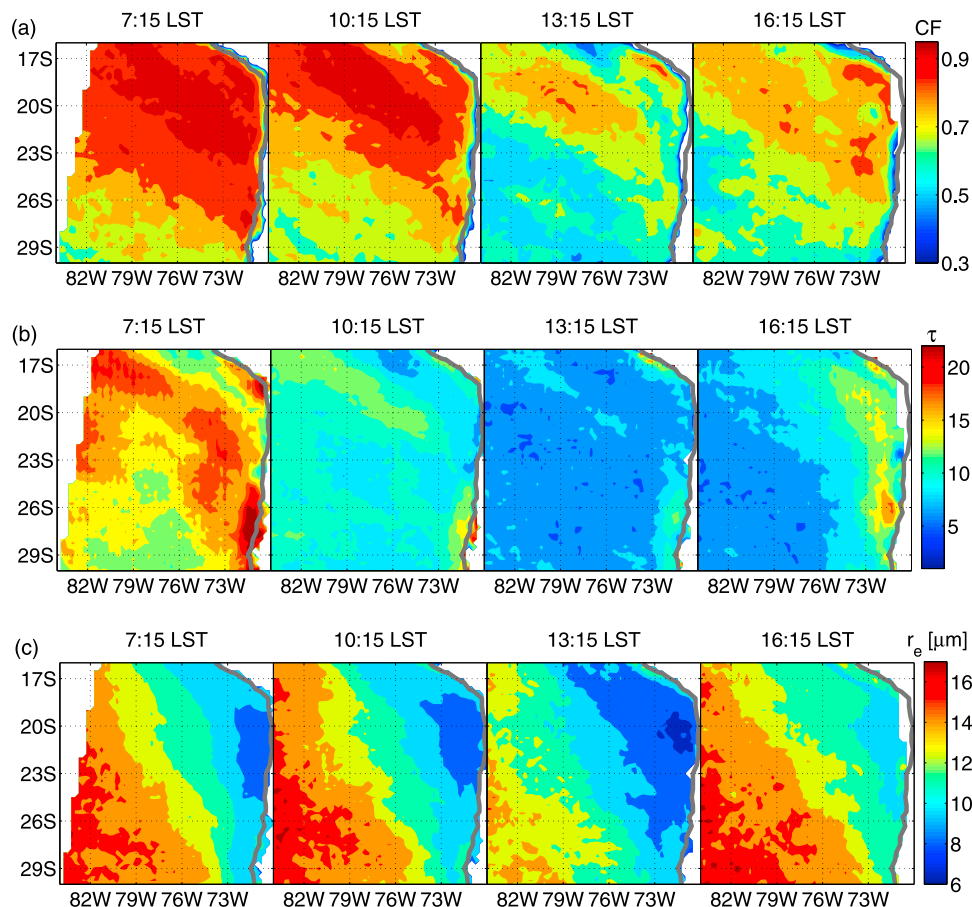 (a) 7:15 LST 10:15 LST 13:15 LST 16:15 LST CF
17S 0.9
20S
0.7
23S
26S 0.5
29S
0.3
82W 79W 76W 73W 82W 79W 76W 73W 82W 79W 76W 73W 82W 79W 76W 73W
(b) 7:15 LST 10:15 LST 13:15 LST 16:15 LST τ
17S 20
20S 15
23S
10
26S
5
29S
82W 79W 76W 73W 82W 79W 76W 73W 82W 79W 76W 73W 82W 79W 76W 73W
(c) 7:15 LST 10:15 LST 13:15 LST 16:15 LST r_e [μm]
17S 16
20S 14
23S 12
10
26S
8
29S
6
82W 79W 76W 73W 82W 79W 76W 73W 82W 79W 76W 73W 82W 79W 76W 73W